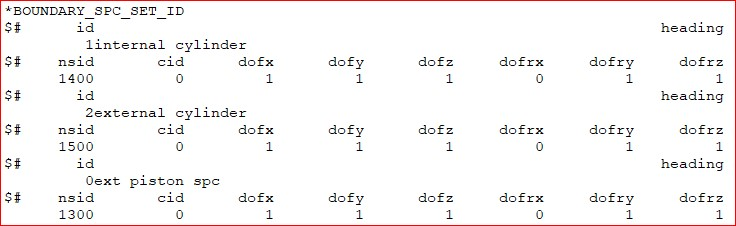 *BOUNDARY_SPC_SET_ID
$#      id                                                               heading
         1internal cylinder
$#    nsid       cid      dofx      dofy      dofz     dofrx     dofry     dofrz
      1400         0         1         1         1         0         1         1
$#      id                                                               heading
         2external cylinder
$#    nsid       cid      dofx      dofy      dofz     dofrx     dofry     dofrz
      1500         0         1         1         1         0         1         1
$#      id                                                               heading
         0ext piston spc
$#    nsid       cid      dofx      dofy      dofz     dofrx     dofry     dofrz
      1300         0         1         1         1         0         1         1